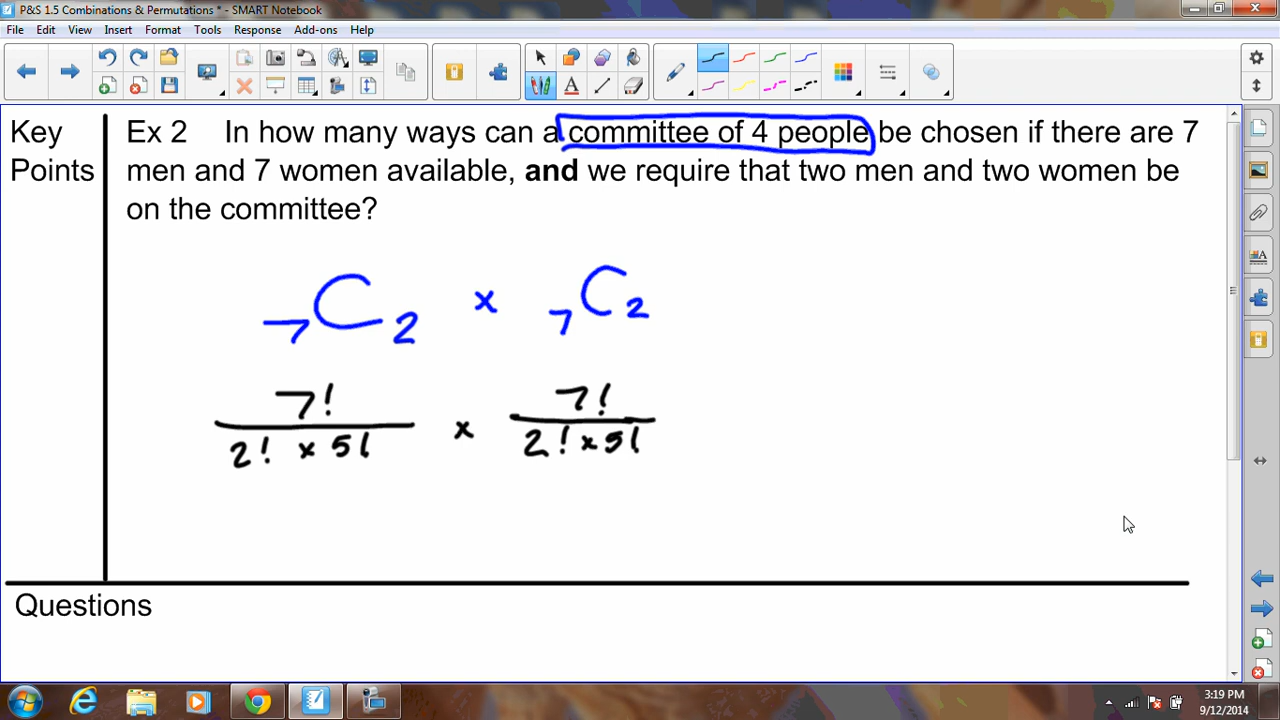 P&S 1.5 Combinations & Permutations * - SMART Notebook
File Edit View Insert Format Tools Response Add-ons Help
Key Points
Ex 2 In how many ways can a committee of 4 people be chosen if there are 7
men and 7 women available, and we require that two men and two women be
on the committee?
7C2 x 7C2
7! / 2! x 5! x 7! / 2! x 5!
Questions
3:19 PM
9/12/2014